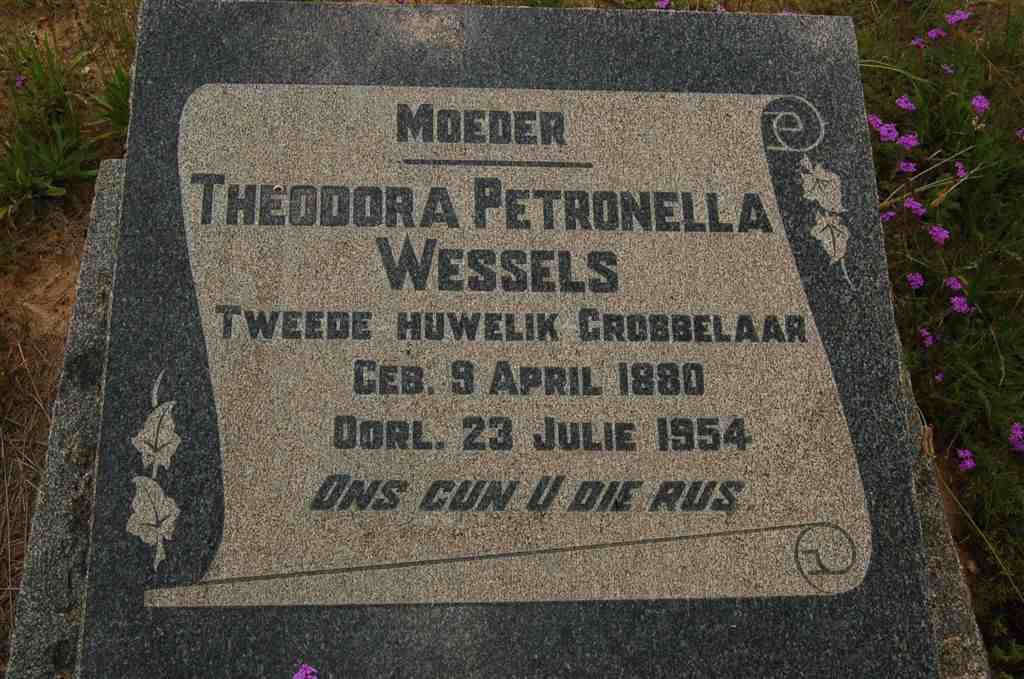 MOEDER
THEODORA PETRONELLA
WESSELS
TWEEDE HUWELIK GROBBELAAR
GEB. 9 APRIL 1880
OORL. 23 JULIE 1954
ONS GUN U DIE RUS